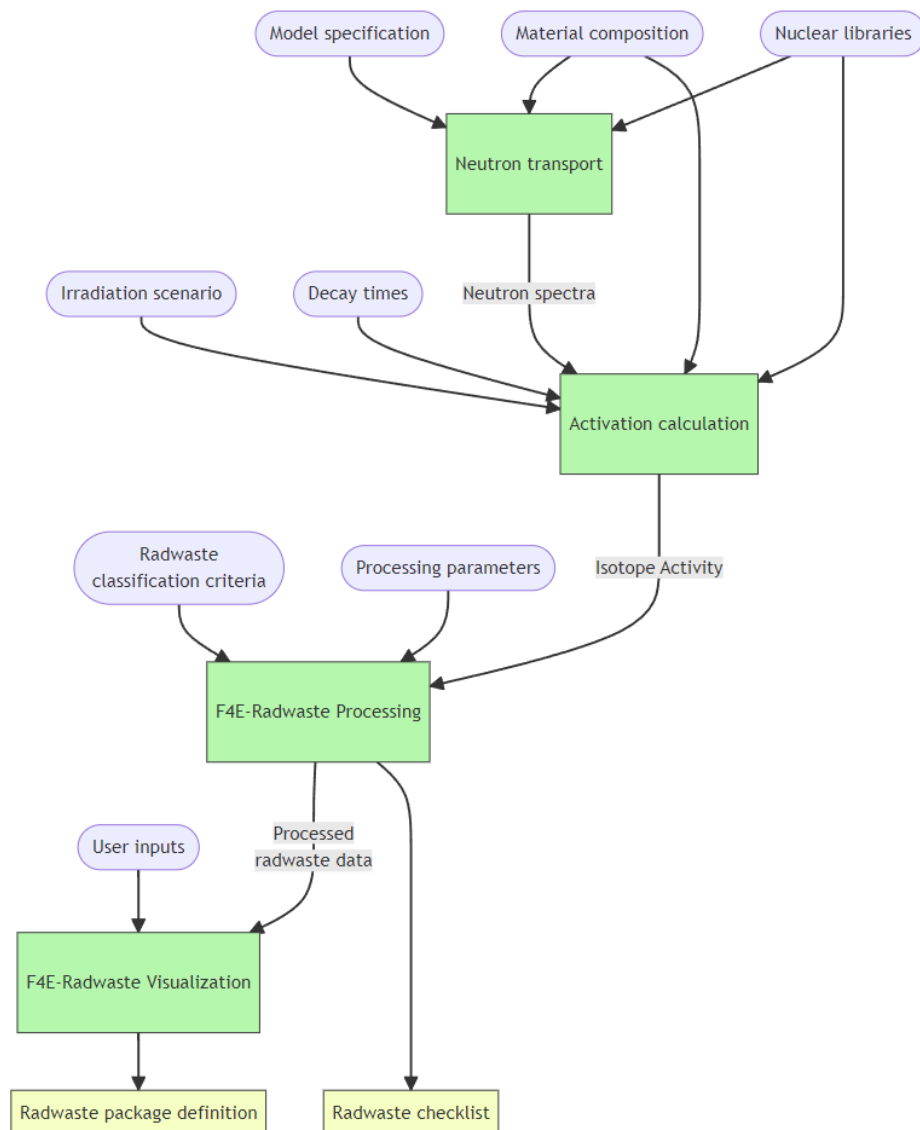 Model specification
Material composition
Nuclear libraries
Neutron transport
Irradiation scenario
Decay times
Neutron spectra
Activation calculation
Radwaste
classification criteria
Processing parameters
Isotope Activity
F4E-Radwaste Processing
User inputs
Processed
radwaste data
F4E-Radwaste Visualization
Radwaste package definition
Radwaste checklist